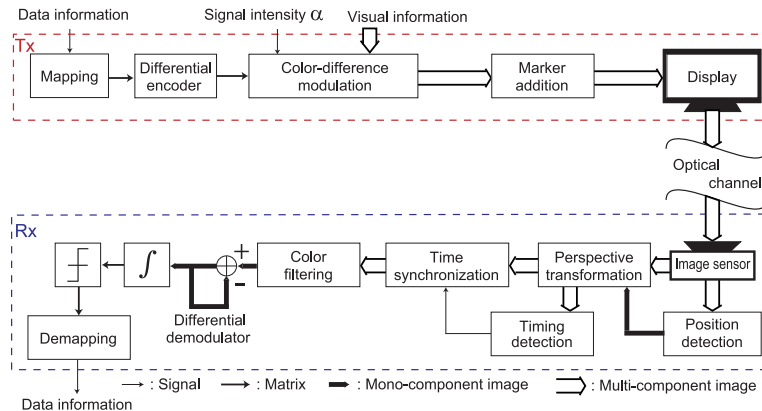 Data information
Signal intensity α
Visual information
Tx
Mapping
Differential
encoder
Color-difference
modulation
Marker
addition
Display
Optical
channel
Rx
∫
+
−
Color
filtering
Time
synchronization
Perspective
transformation
Image sensor
Differential
demodulator
Timing
detection
Position
detection
Demapping
Data information
: Signal
: Matrix
: Mono-component image
: Multi-component image